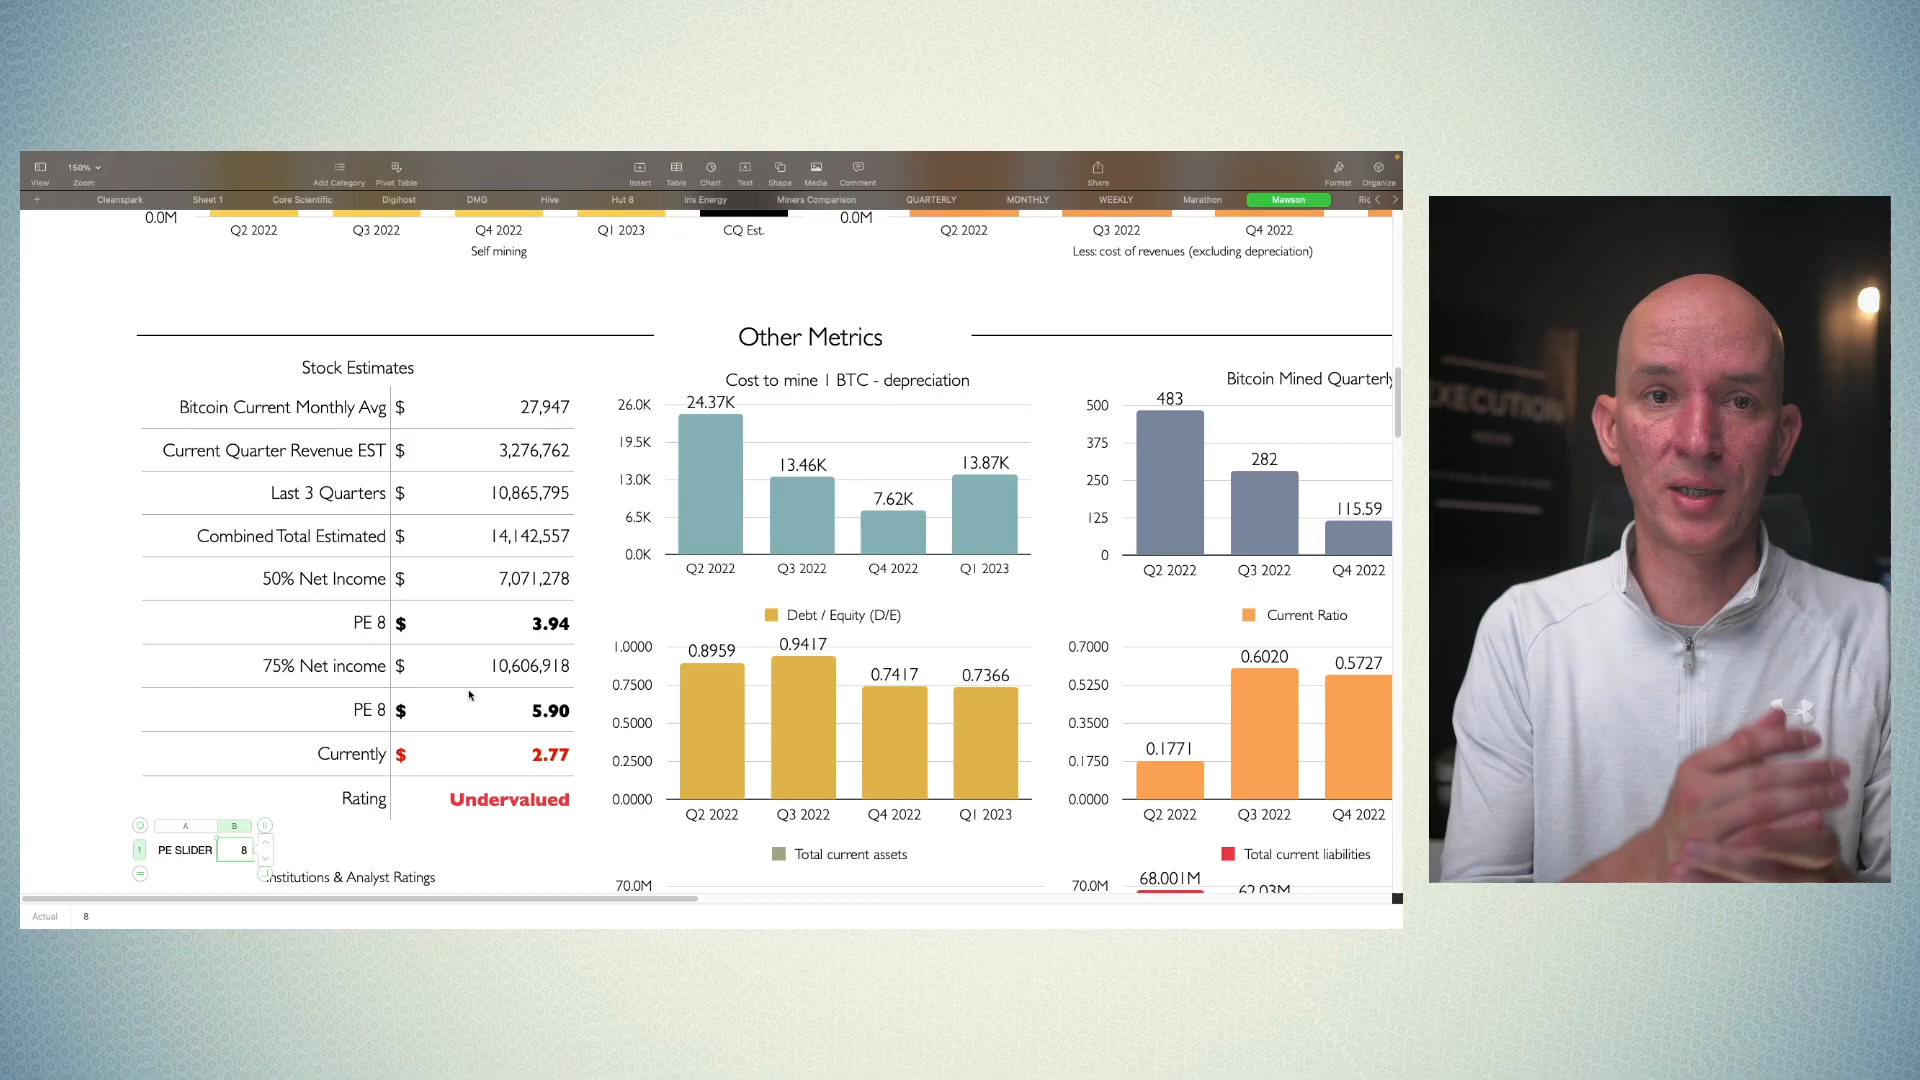 150%
View
Zoom
Add Category
Pivot Table
Insert
Table
Chart
Text
Shape
Media
Comment
Share
Format
Organize
+ Cleanspark Sheet 1 Core Scientific Digihost DMG Hive Hut 8 Iris Energy Miners Comparison QUARTERLY MONTHLY WEEKLY Marathon Mawson
0.0M
Q2 2022 Q3 2022 Q4 2022 Q1 2023 CQ Est.
Self mining
0.0M
Q2 2022 Q3 2022 Q4 2022
Less: cost of revenues (excluding depreciation)
Other Metrics
Stock Estimates
Bitcoin Current Monthly Avg $ 27,947
Current Quarter Revenue EST $ 3,276,762
Last 3 Quarters $ 10,865,795
Combined Total Estimated $ 14,142,557
50% Net Income $ 7,071,278
PE 8 $ 3.94
75% Net income $ 10,606,918
PE 8 $ 5.90
Currently $ 2.77
Rating Undervalued
A B
1 PE SLIDER 8
Institutions & Analyst Ratings
Cost to mine 1 BTC - depreciation
26.0K
19.5K
13.0K
6.5K
0.0K
24.37K 13.46K 7.62K 13.87K
Q2 2022 Q3 2022 Q4 2022 Q1 2023
Bitcoin Mined Quarterly
500
375
250
125
0
483 282 115.59
Q2 2022 Q3 2022 Q4 2022
Debt / Equity (D/E)
1.0000
0.7500
0.5000
0.2500
0.0000
0.8959 0.9417 0.7417 0.7366
Q2 2022 Q3 2022 Q4 2022 Q1 2023
Current Ratio
0.7000
0.5250
0.3500
0.1750
0.0000
0.1771 0.6020 0.5727
Q2 2022 Q3 2022 Q4 2022
Total current assets
70.0M
Total current liabilities
70.0M
68.001M 62.03M
Actual 8
EXECUTION